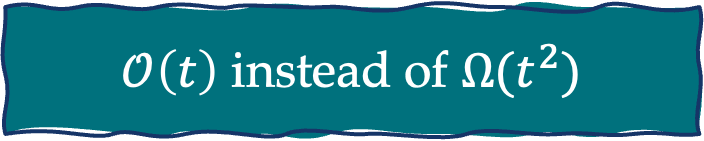 𝒪(t) instead of Ω(t²)